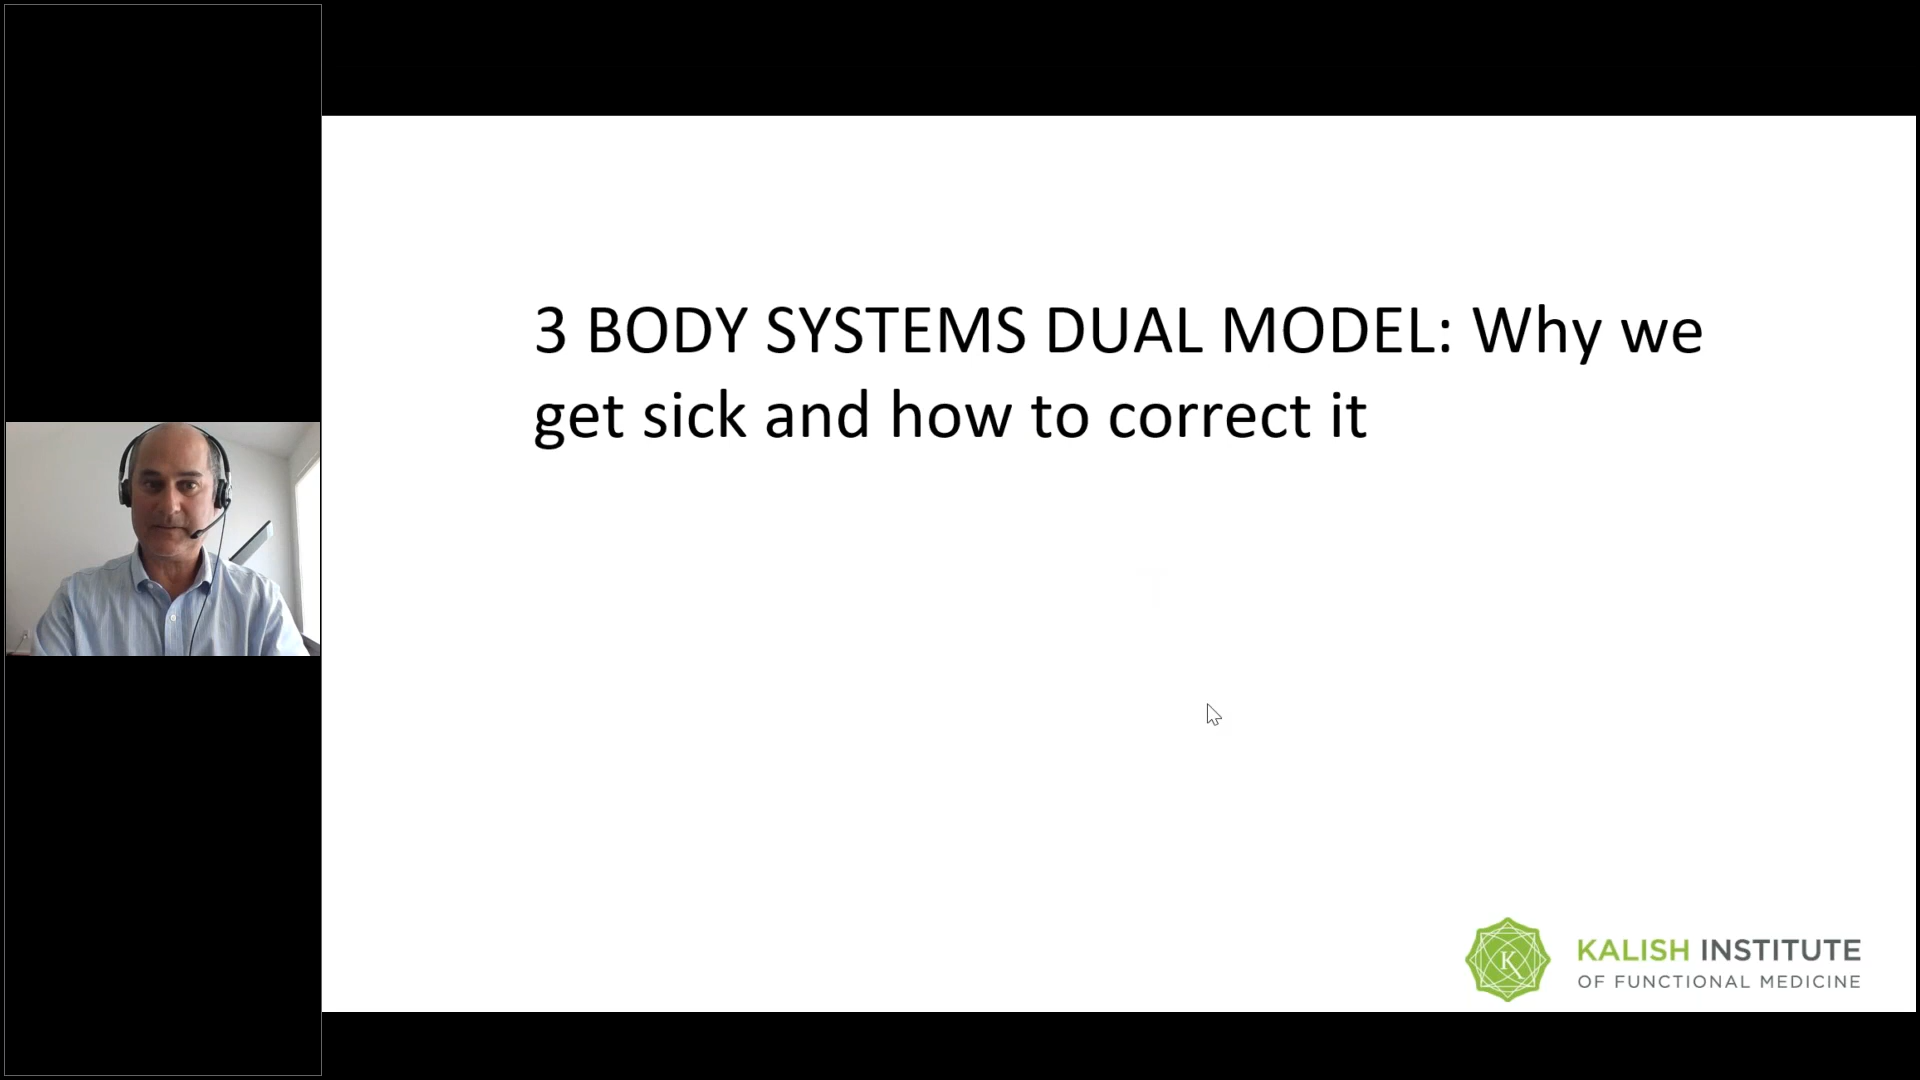 3 BODY SYSTEMS DUAL MODEL: Why we
get sick and how to correct it
K
KALISH INSTITUTE
OF FUNCTIONAL MEDICINE